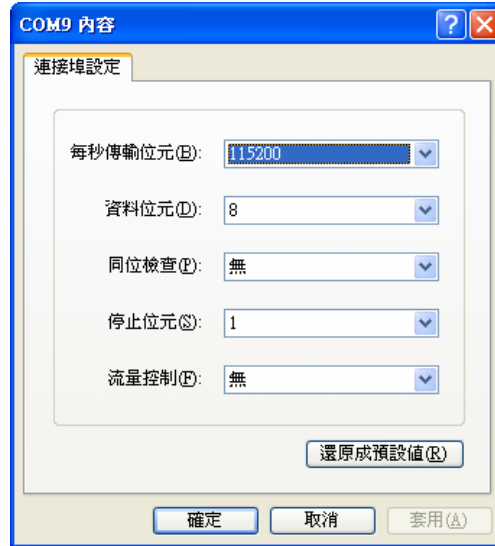 COM9 內容
連接埠設定
每秒傳輸位元(B): 115200
資料位元(D): 8
同位檢查(P): 無
停止位元(S): 1
流量控制(F): 無
還原成預設值(R)
確定 取消 套用(A)